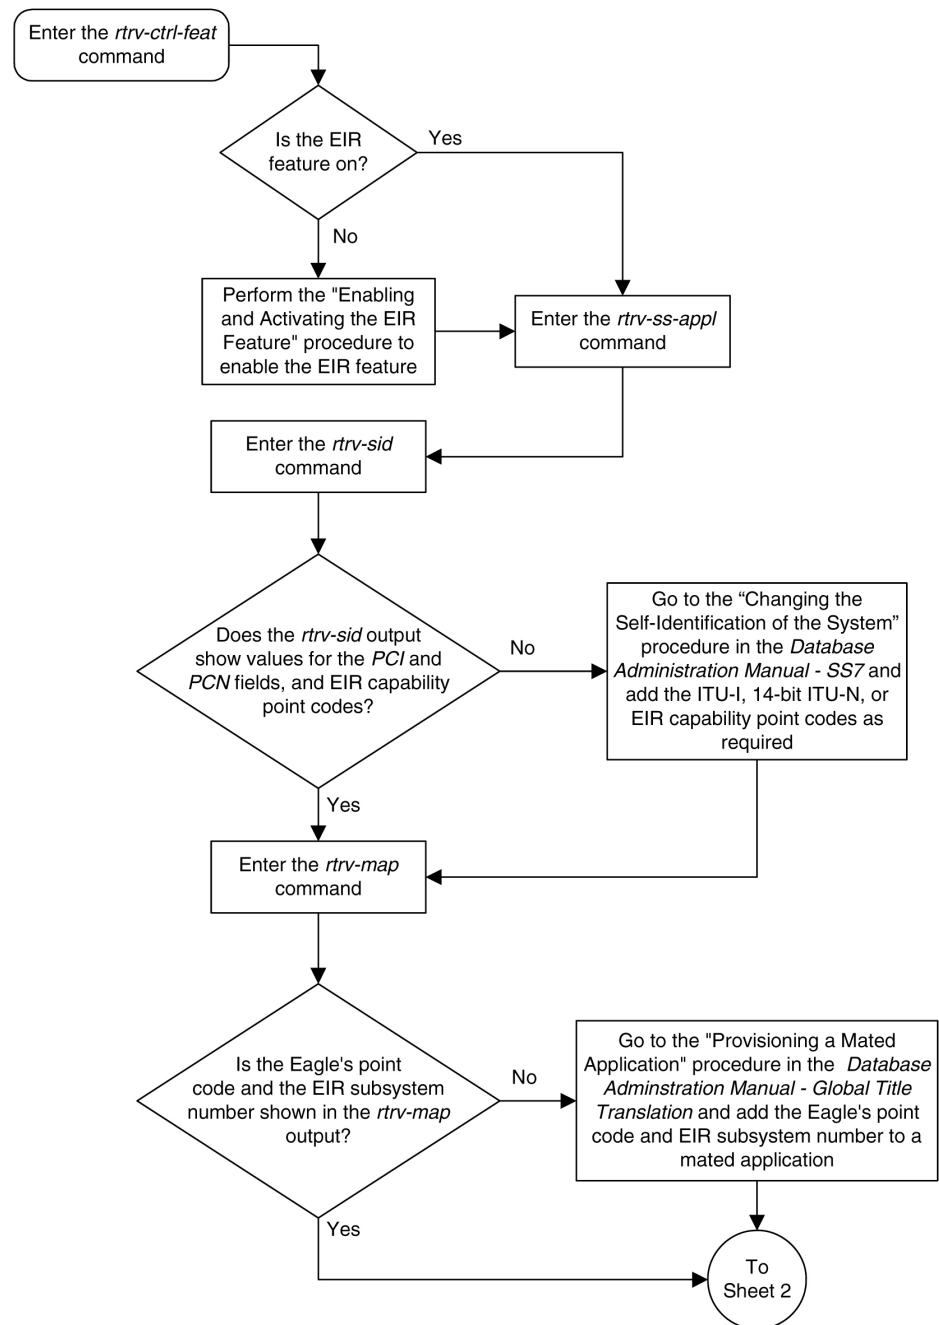 Enter the rtrv-ctrl-feat
command
Is the EIR
feature on?
Yes
No
Perform the "Enabling
and Activating the EIR
Feature" procedure to
enable the EIR feature
Enter the rtrv-ss-appl
command
Enter the rtrv-sid
command
Does the rtrv-sid output
show values for the PCI and
PCN fields, and EIR capability
point codes?
No
Go to the “Changing the
Self-Identification of the System”
procedure in the Database
Administration Manual - SS7 and
add the ITU-I, 14-bit ITU-N, or
EIR capability point codes as
required
Yes
Enter the rtrv-map
command
Is the Eagle's point
code and the EIR subsystem
number shown in the rtrv-map
output?
No
Go to the "Provisioning a Mated
Application" procedure in the Database
Adminstration Manual - Global Title
Translation and add the Eagle's point
code and EIR subsystem number to a
mated application
Yes
To
Sheet 2